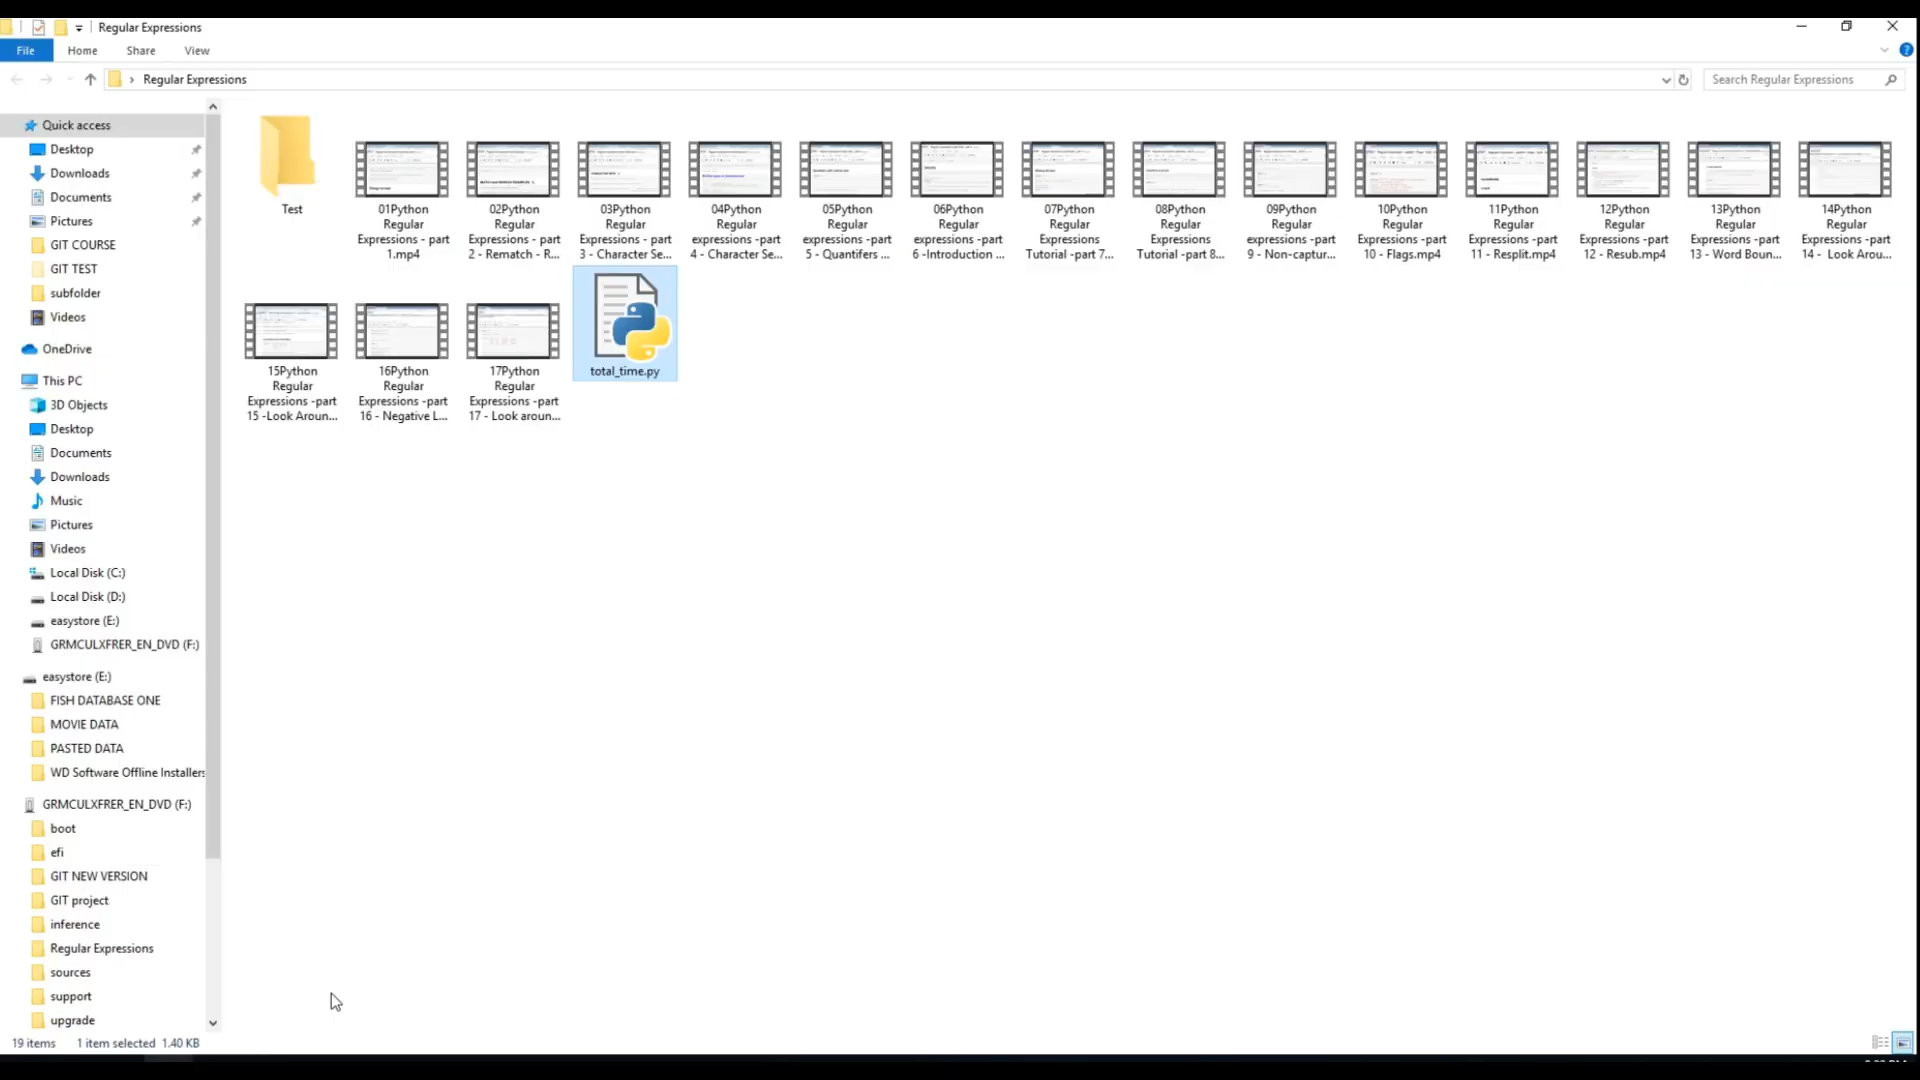 Regular Expressions
File Home Share View
Regular Expressions
Search Regular Expressions
Quick access
Desktop
Downloads
Documents
Pictures
GIT COURSE
GIT TEST
subfolder
Videos
OneDrive
This PC
3D Objects
Desktop
Documents
Downloads
Music
Pictures
Videos
Local Disk (C:)
Local Disk (D:)
easystore (E:)
GRMCULXFRER_EN_DVD (F:)
easystore (E:)
FISH DATABASE ONE
MOVIE DATA
PASTED DATA
WD Software Offline Installers
GRMCULXFRER_EN_DVD (F:)
boot
efi
GIT NEW VERSION
GIT project
inference
Regular Expressions
sources
support
upgrade
Test
01Python
Regular
Expressions - part
1.mp4
02Python
Regular
Expressions - part
2 - Rematch - R...
03Python
Regular
Expressions - part
3 - Character Se...
04Python
Regular
expressions -part
4 - Character Se...
05Python
Regular
expressions -part
5 - Quantifers ...
06Python
Regular
expressions -part
6 -Introduction ...
07Python
Regular
Expressions
Tutorial -part 7...
08Python
Regular
Expressions
Tutorial -part 8...
09Python
Regular
expressions -part
9 - Non-captur...
10Python
Regular
Expressions -part
10 - Flags.mp4
11Python
Regular
Expressions -part
11 - Resplit.mp4
12Python
Regular
Expressions -part
12 - Resub.mp4
13Python
Regular
Expressions -part
13 - Word Boun...
14Python
Regular
Expressions -part
14 - Look Arou...
15Python
Regular
Expressions -part
15 -Look Aroun...
16Python
Regular
Expressions -part
16 - Negative L...
17Python
Regular
Expressions -part
17 - Look aroun...
total_time.py
19 items 1 item selected 1.40 KB